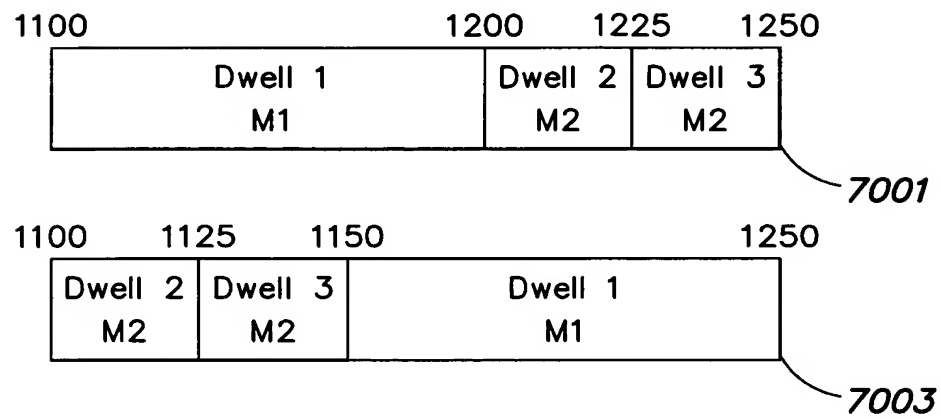 1100 1200 1225 1250
Dwell 1 Dwell 2 Dwell 3
M1 M2 M2
7001
1100 1125 1150 1250
Dwell 2 Dwell 3 Dwell 1
M2 M2 M1
7003